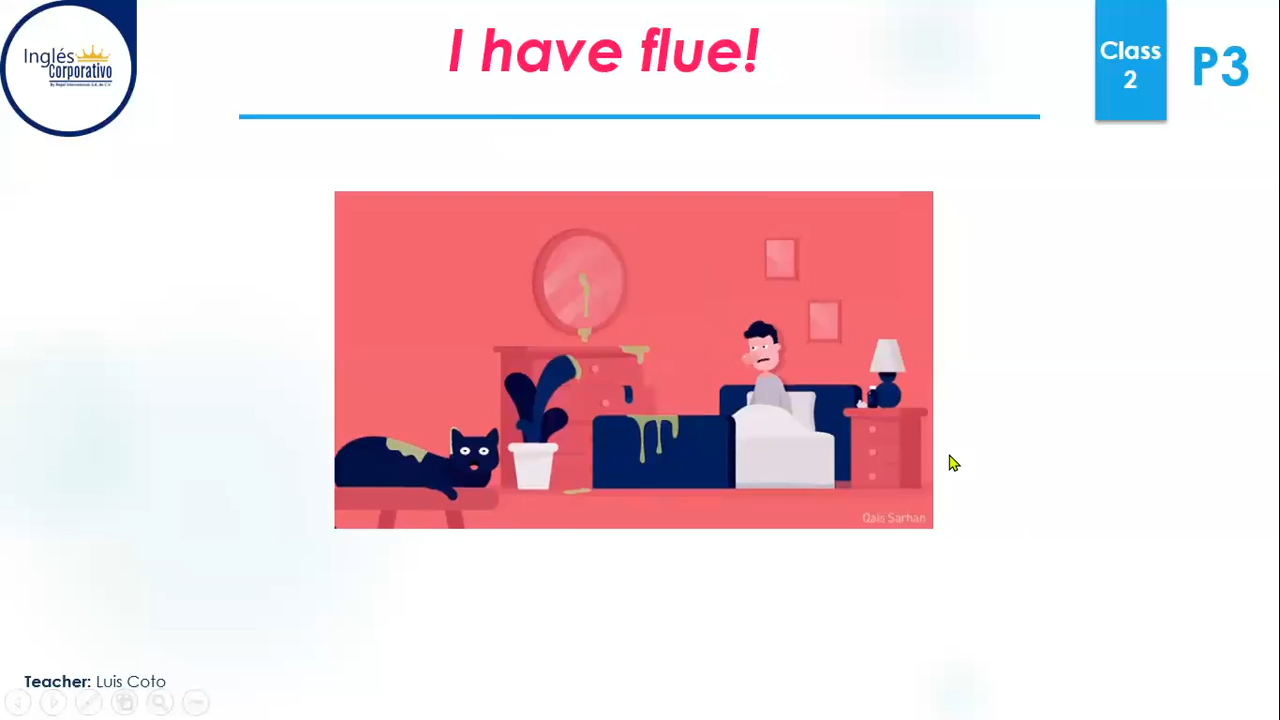 Inglés
Corporativo
I have flue!
Class
2
P3
Qais Sarhan
Teacher: Luis Coto